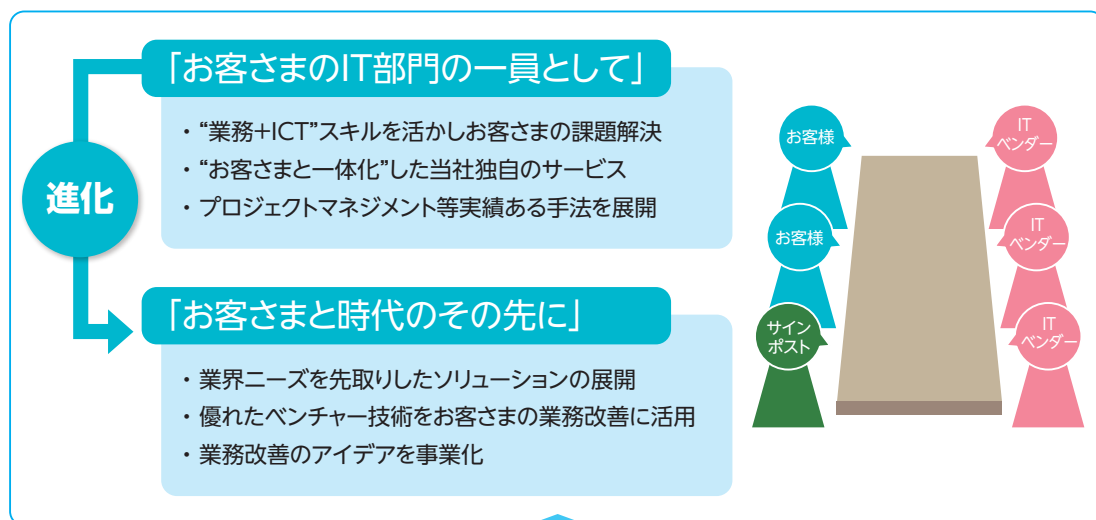 「お客さまのIT部門の一員として」
・ “業務+ICT”スキルを活かしお客さまの課題解決
・ “お客さまと一体化”した当社独自のサービス
・ プロジェクトマネジメント等実績ある手法を展開
進化
「お客さまと時代のその先に」
・ 業界ニーズを先取りしたソリューションの展開
・ 優れたベンチャー技術をお客さまの業務改善に活用
・ 業務改善のアイデアを事業化
お客様
お客様
サイン
ポスト
IT
ベンダー
IT
ベンダー
IT
ベンダー